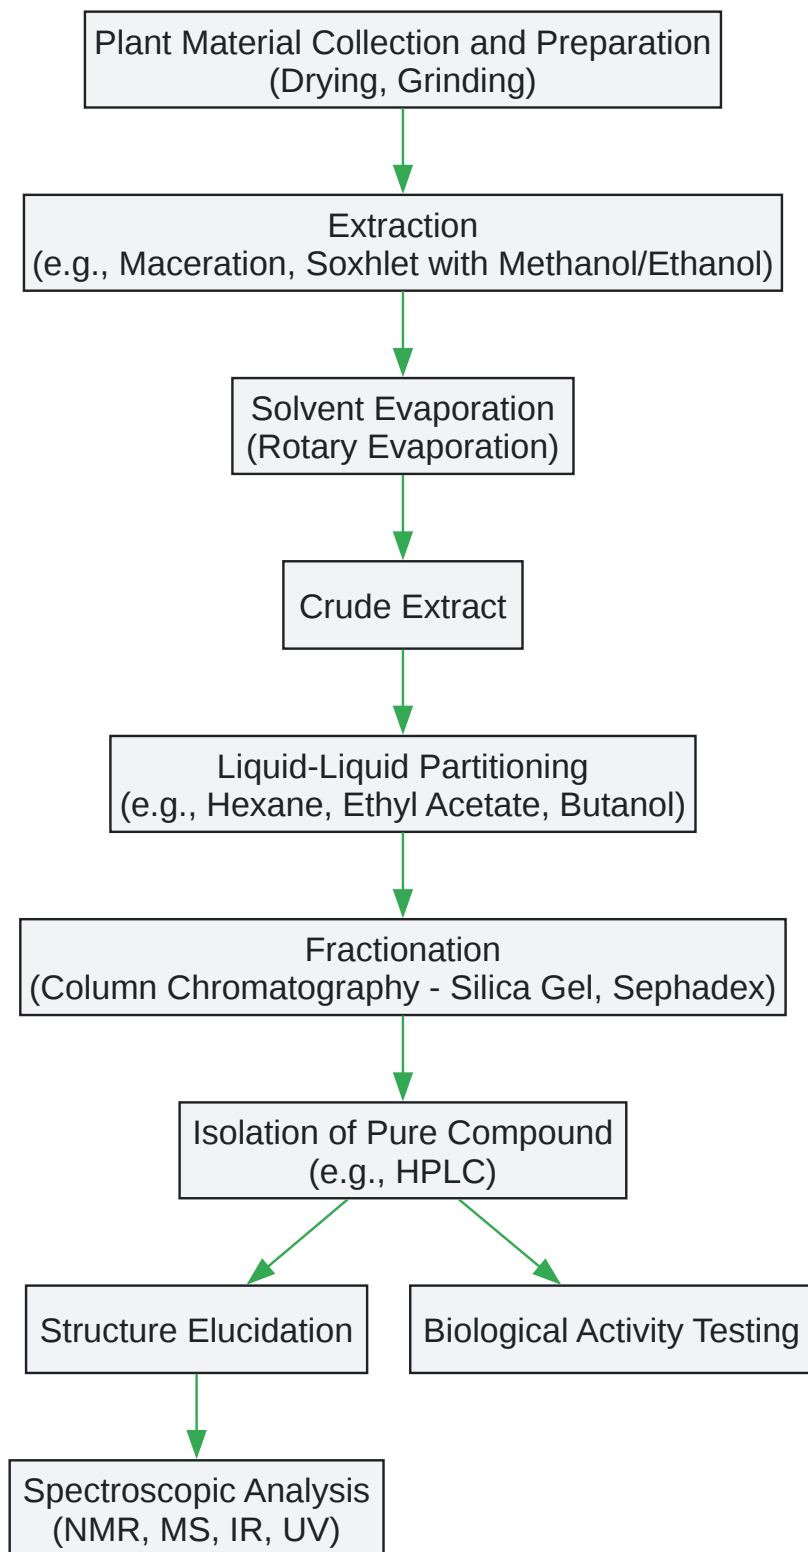 Plant Material Collection and Preparation
(Drying, Grinding)
Extraction
(e.g., Maceration, Soxhlet with Methanol/Ethanol)
Solvent Evaporation
(Rotary Evaporation)
Crude Extract
Liquid-Liquid Partitioning
(e.g., Hexane, Ethyl Acetate, Butanol)
Fractionation
(Column Chromatography - Silica Gel, Sephadex)
Isolation of Pure Compound
(e.g., HPLC)
Structure Elucidation
Biological Activity Testing
Spectroscopic Analysis
(NMR, MS, IR, UV)